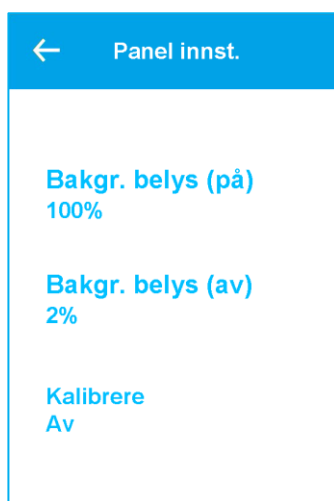 Panel innst.
Bakgr. belys (på)
100%
Bakgr. belys (av)
2%
Kalibrere
Av